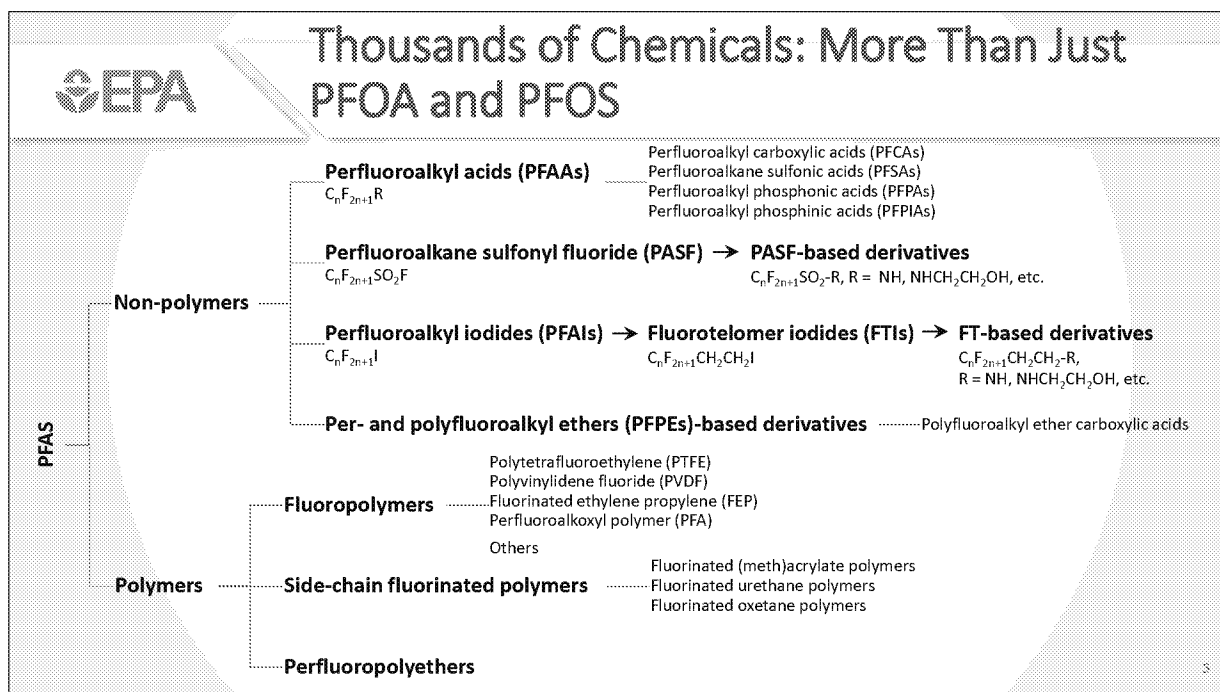 EPA
Thousands of Chemicals: More Than Just
PFOA and PFOS
PFAS
Non-polymers
Perfluoroalkyl acids (PFAAs)
CₙF₂ₙ₊₁R
Perfluoroalkyl carboxylic acids (PFCAs)
Perfluoroalkane sulfonic acids (PFSAs)
Perfluoroalkyl phosphonic acids (PFPAs)
Perfluoroalkyl phosphinic acids (PFPIAs)
Perfluoroalkane sulfonyl fluoride (PASF) → PASF-based derivatives
CₙF₂ₙ₊₁SO₂F
CₙF₂ₙ₊₁SO₂-R, R = NH, NHCH₂CH₂OH, etc.
Perfluoroalkyl iodides (PFAIs) → Fluorotelomer iodides (FTIs) → FT-based derivatives
CₙF₂ₙ₊₁I
CₙF₂ₙ₊₁CH₂CH₂I
CₙF₂ₙ₊₁CH₂CH₂-R,
R = NH, NHCH₂CH₂OH, etc.
Per- and polyfluoroalkyl ethers (PFPEs)-based derivatives
Polyfluoroalkyl ether carboxylic acids
Polymers
Fluoropolymers
Polytetrafluoroethylene (PTFE)
Polyvinylidene fluoride (PVDF)
Fluorinated ethylene propylene (FEP)
Perfluoroalkoxyl polymer (PFA)
Others
Side-chain fluorinated polymers
Fluorinated (meth)acrylate polymers
Fluorinated urethane polymers
Fluorinated oxetane polymers
Perfluoropolyethers
3